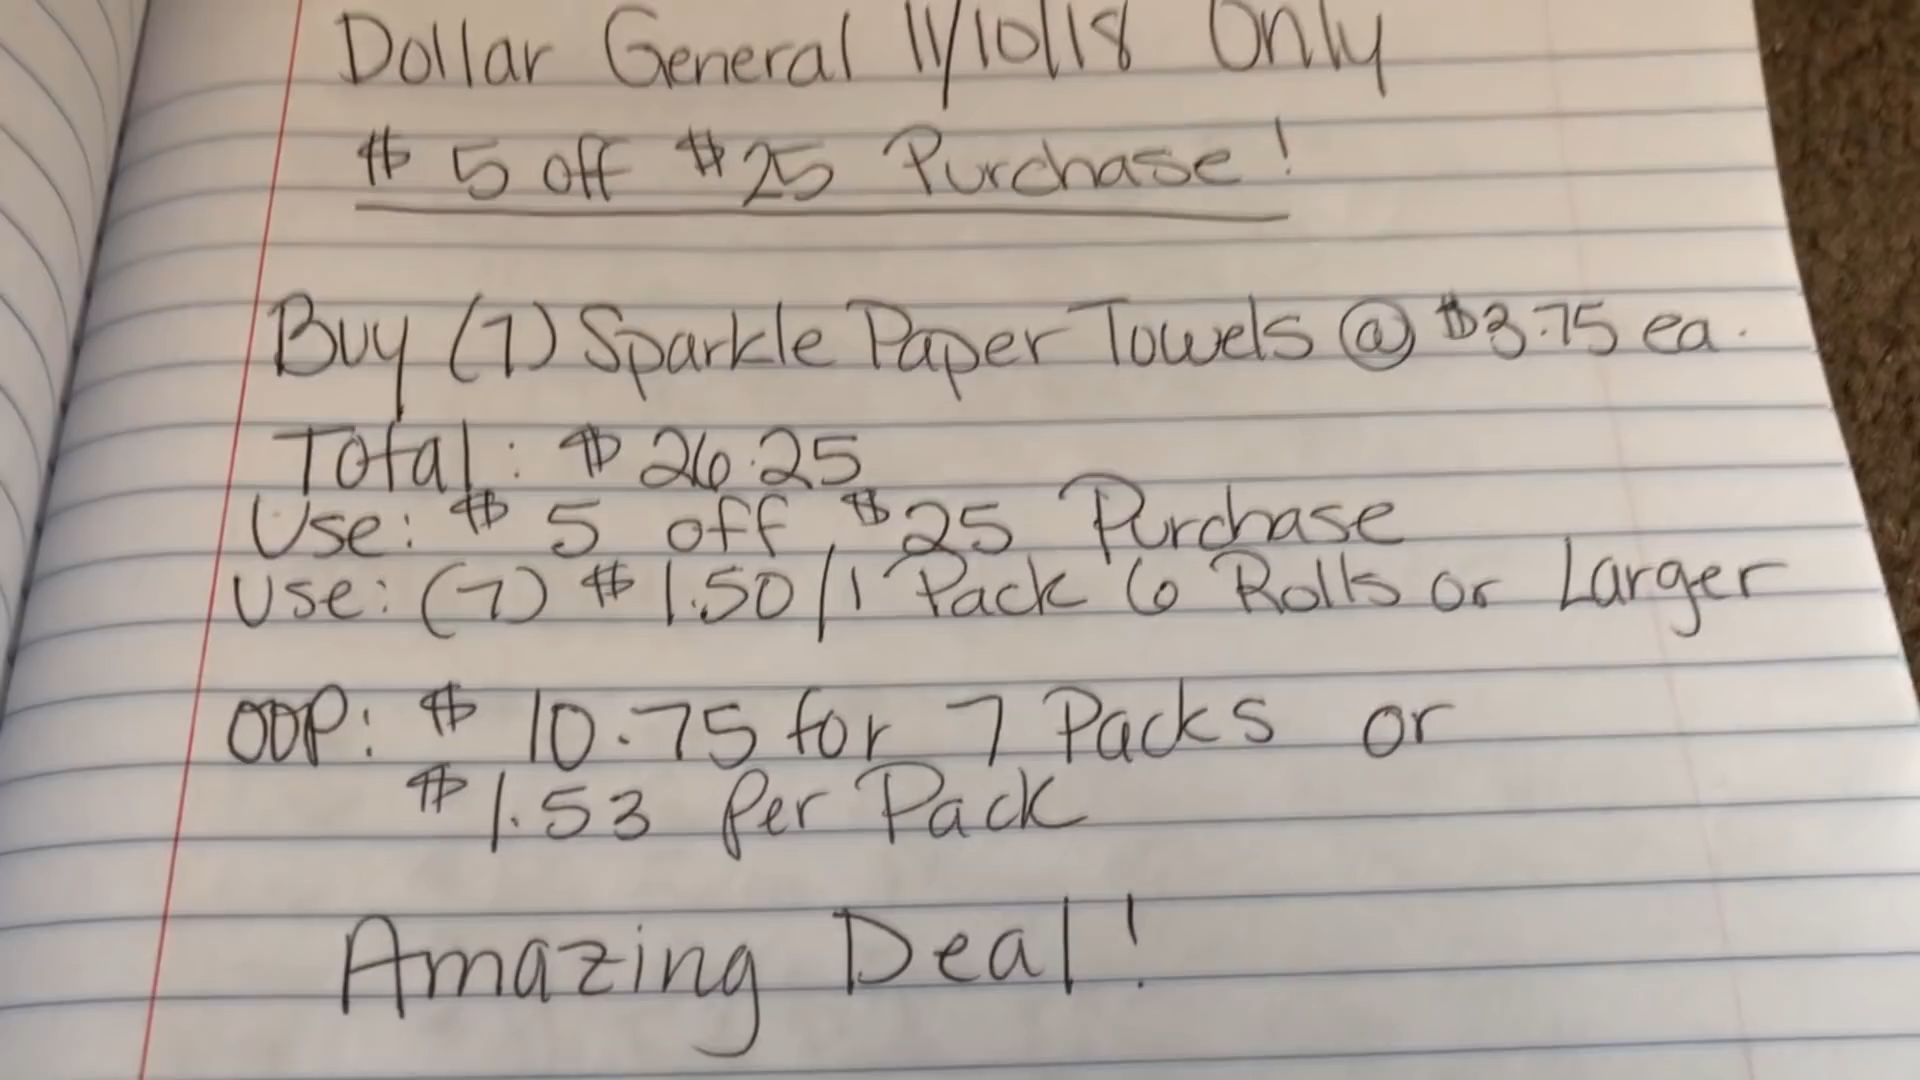 Dollar General 11/10/18 Only
$ 5 off $25 Purchase!
Buy (7) Sparkle Paper Towels @ $3.75 ea.
Total: $ 26.25
Use: $ 5 off $25 Purchase
Use: (7) $ 1.50/1 Pack 6 Rolls or Larger
OOP: $ 10.75 for 7 Packs or
$ 1.53 Per Pack
Amazing Deal!